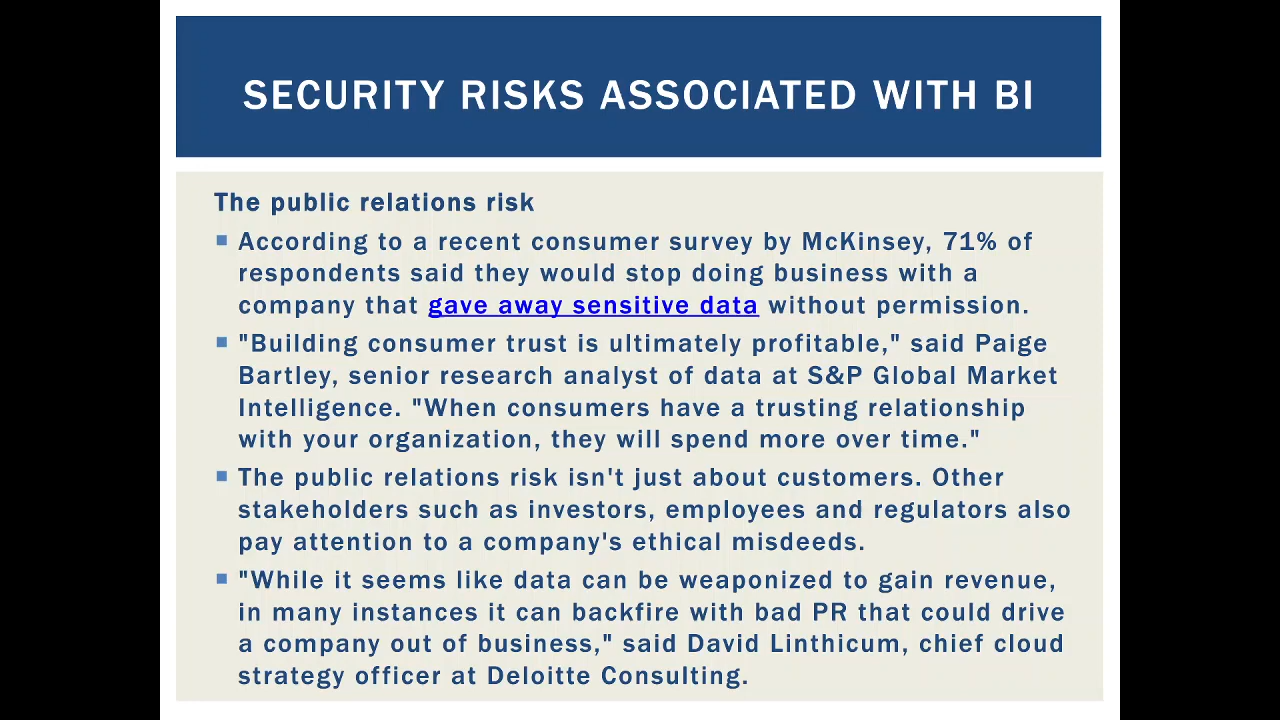 SECURITY RISKS ASSOCIATED WITH BI
The public relations risk
According to a recent consumer survey by McKinsey, 71% of
respondents said they would stop doing business with a
company that gave away sensitive data without permission.
"Building consumer trust is ultimately profitable," said Paige
Bartley, senior research analyst of data at S&P Global Market
Intelligence. "When consumers have a trusting relationship
with your organization, they will spend more over time."
The public relations risk isn't just about customers. Other
stakeholders such as investors, employees and regulators also
pay attention to a company's ethical misdeeds.
"While it seems like data can be weaponized to gain revenue,
in many instances it can backfire with bad PR that could drive
a company out of business," said David Linthicum, chief cloud
strategy officer at Deloitte Consulting.